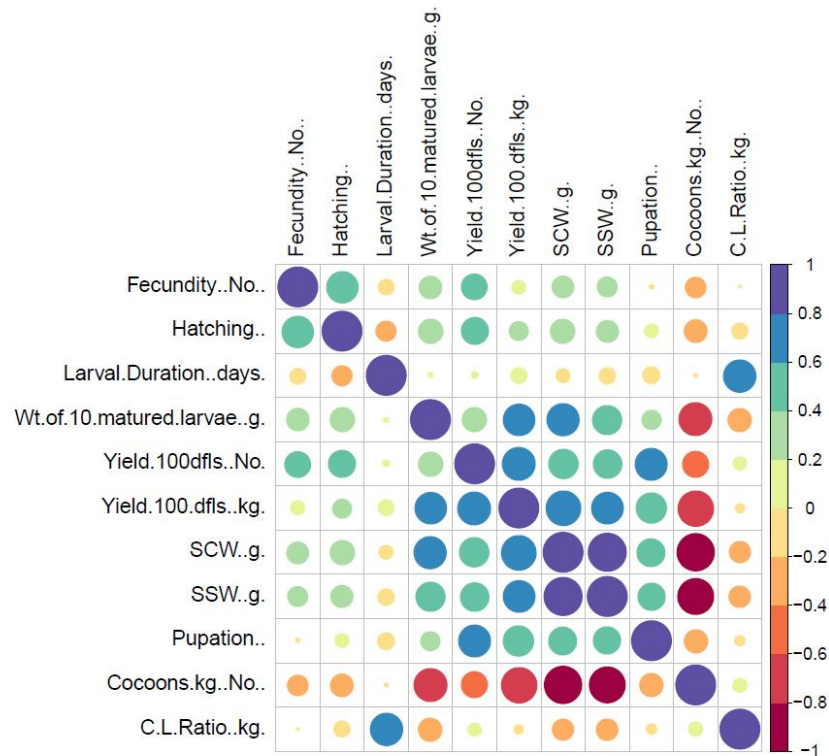 Fecundity..No..
Hatching..
Larval.Duration..days.
Wt.of.10.matured.larvae..g.
Yield.100dfls..No.
Yield.100.dfls..kg.
SCW..g.
SSW..g.
Pupation..
Cocoons.kg..No..
C.L.Ratio..kg.
Fecundity..No..
Hatching..
Larval.Duration..days.
Wt.of.10.matured.larvae..g.
Yield.100dfls..No.
Yield.100.dfls..kg.
SCW..g.
SSW..g.
Pupation..
Cocoons.kg..No..
C.L.Ratio..kg.
1
0.8
0.6
0.4
0.2
0
−0.2
−0.4
−0.6
−0.8
−1